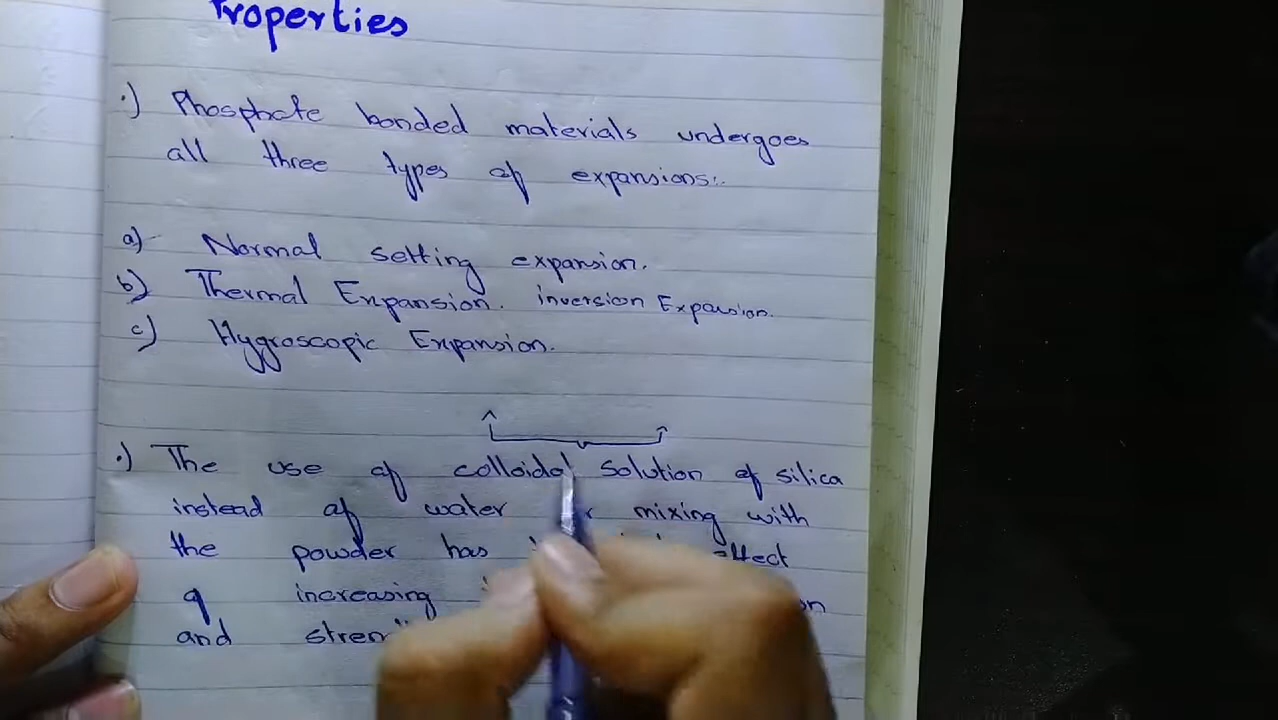 Properties
•) Phosphate bonded materials undergoes
all three types of expansions:.
a) Normal setting expansion.
b) Thermal Expansion. inversion Expansion.
c) Hygroscopic Expansion.
•) The use of colloidal solution of silica
instead of water mixing with
the powder has effect
of increasing
and